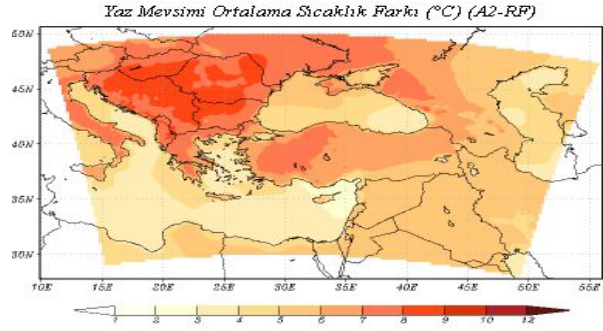 Yaz Mevsimi Ortalama Sıcaklık Farkı (°C) (A2-RF)
50N
45N
40N
35N
30N
10E 15E 20E 25E 30E 35E 40E 45E 50E 55E
1 2 3 4 5 6 7 8 9 10 12